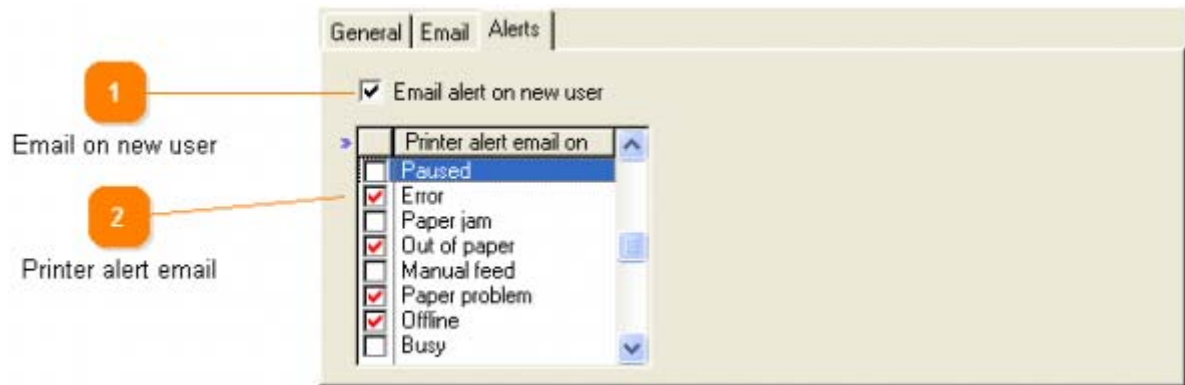 General Email Alerts
1
Email alert on new user
Email on new user
Printer alert email on
Paused
Error
2
Paper jam
Out of paper
Printer alert email
Manual feed
Paper problem
Offline
Busy